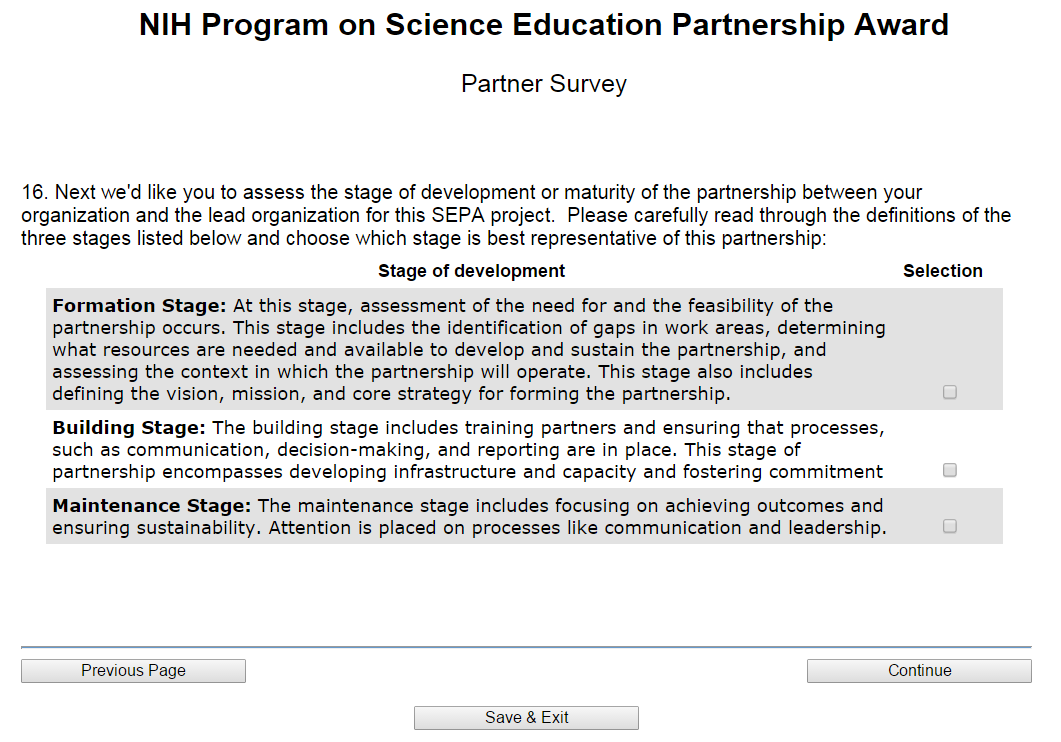 NIH Program on Science Education Partnership Award
Partner Survey
16. Next we'd like you to assess the stage of development or maturity of the partnership between your
organization and the lead organization for this SEPA project.  Please carefully read through the definitions of the
three stages listed below and choose which stage is best representative of this partnership:
Stage of development Selection
Formation Stage: At this stage, assessment of the need for and the feasibility of the
partnership occurs. This stage includes the identification of gaps in work areas, determining
what resources are needed and available to develop and sustain the partnership, and
assessing the context in which the partnership will operate. This stage also includes
defining the vision, mission, and core strategy for forming the partnership.
Building Stage: The building stage includes training partners and ensuring that processes,
such as communication, decision-making, and reporting are in place. This stage of
partnership encompasses developing infrastructure and capacity and fostering commitment
Maintenance Stage: The maintenance stage includes focusing on achieving outcomes and
ensuring sustainability. Attention is placed on processes like communication and leadership.
Previous Page Continue
Save & Exit